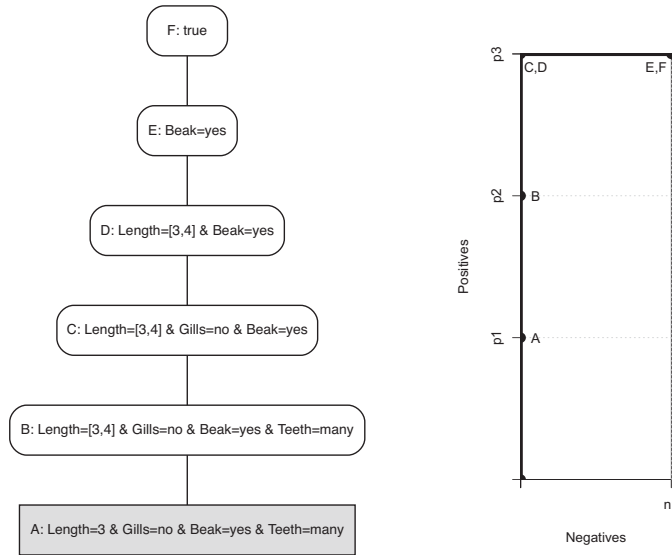 F: true
E: Beak=yes
D: Length=[3,4] & Beak=yes
C: Length=[3,4] & Gills=no & Beak=yes
B: Length=[3,4] & Gills=no & Beak=yes & Teeth=many
A: Length=3 & Gills=no & Beak=yes & Teeth=many
p3
C,D
E,F
p2
B
Positives
p1
A
n1
Negatives